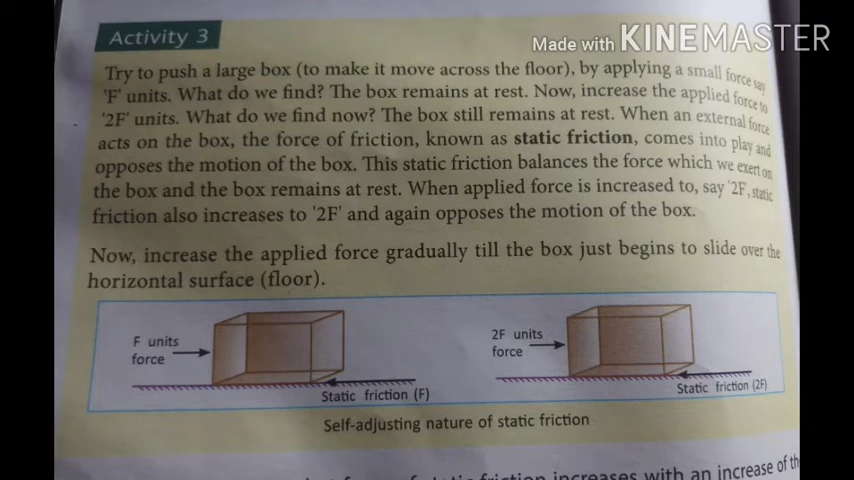 Activity 3
Made with KINEMASTER
Try to push a large box (to make it move across the floor), by applying a small force say
'F' units. What do we find? The box remains at rest. Now, increase the applied force to
'2F' units. What do we find now? The box still remains at rest. When an external force
acts on the box, the force of friction, known as static friction, comes into play and
opposes the motion of the box. This static friction balances the force which we exert on
the box and the box remains at rest. When applied force is increased to, say '2F, static
friction also increases to '2F' and again opposes the motion of the box.
Now, increase the applied force gradually till the box just begins to slide over the
horizontal surface (floor).
F units
force
Static friction (F)
2F units
force
Static friction (2F)
Self-adjusting nature of static friction
friction increases with an increase of